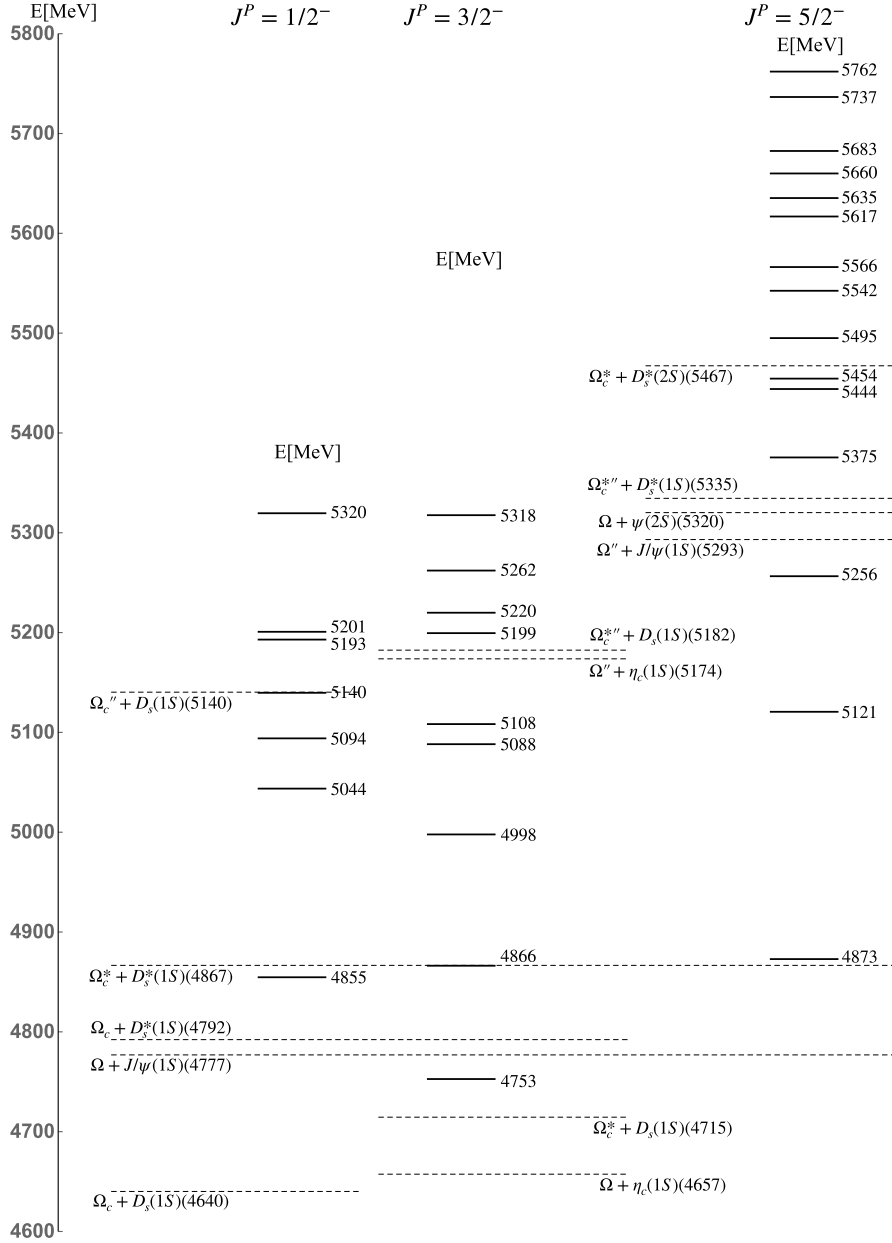 E[MeV]
J^P = 1/2^−
J^P = 3/2^−
J^P = 5/2^−
E[MeV]
5800
5762
5737
5700
5683
5660
5635
5617
5600
E[MeV]
5566
5542
5500
5495
Ω_c^* + D_s^*(2S)(5467)
5454
5444
5400
E[MeV]
5375
Ω_c^*″ + D_s^*(1S)(5335)
5320
5318
Ω + ψ(2S)(5320)
5300
Ω″ + J/ψ(1S)(5293)
5262
5256
5220
5201
5200
5199
5193
Ω_c^*″ + D_s(1S)(5182)
Ω″ + η_c(1S)(5174)
5140
Ω_c″ + D_s(1S)(5140)
5121
5108
5100
5094
5088
5044
5000
4998
4900
4866
4873
Ω_c^* + D_s^*(1S)(4867)
4855
4800
Ω_c + D_s^*(1S)(4792)
Ω + J/ψ(1S)(4777)
4753
4700
Ω_c^* + D_s(1S)(4715)
Ω + η_c(1S)(4657)
Ω_c + D_s(1S)(4640)
4600